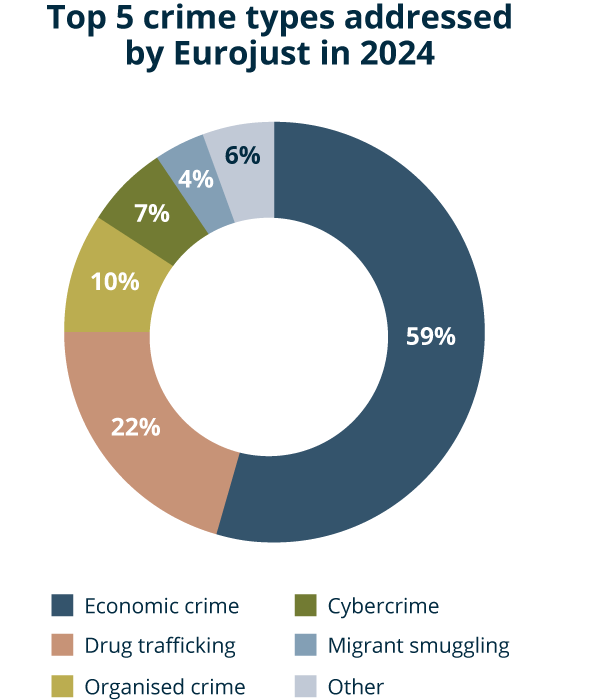 Top 5 crime types addressed
by Eurojust in 2024
6%
4%
7%
10%
59%
22%
Economic crime
Drug trafficking
Organised crime
Cybercrime
Migrant smuggling
Other